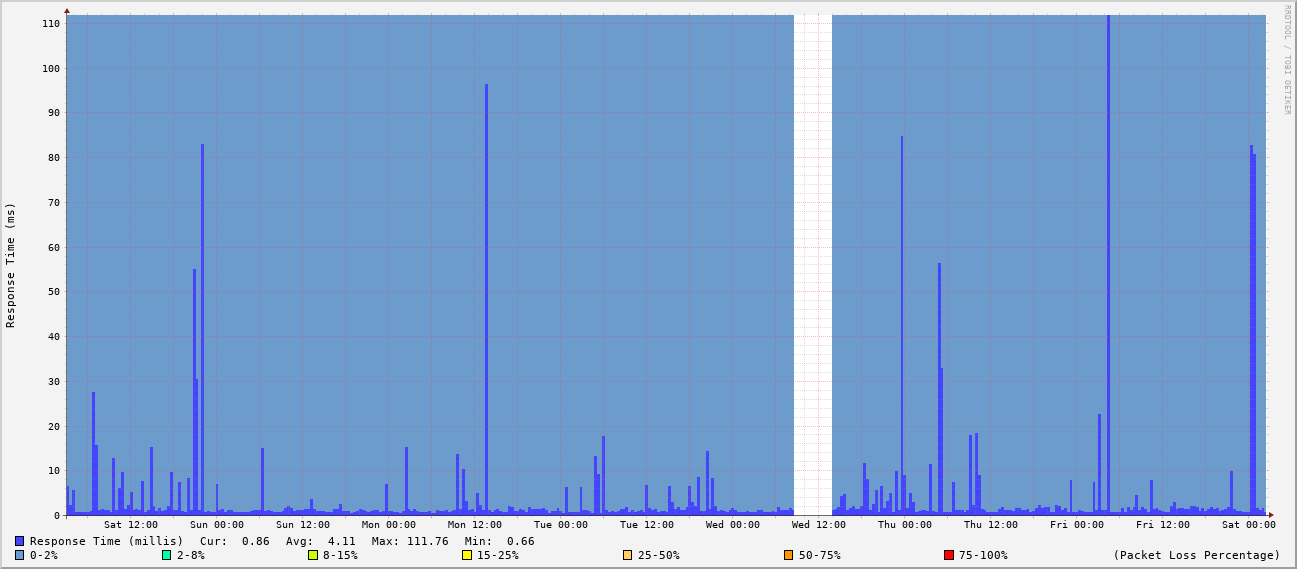 RRDTOOL / TOBI OETIKER
Response Time (ms)
110
100
90
80
70
60
50
40
30
20
10
0
Sat 12:00 Sun 00:00 Sun 12:00 Mon 00:00 Mon 12:00 Tue 00:00 Tue 12:00 Wed 00:00 Wed 12:00 Thu 00:00 Thu 12:00 Fri 00:00 Fri 12:00 Sat 00:00
Response Time (millis) Cur: 0.86 Avg: 4.11 Max: 111.76 Min: 0.66
0-2% 2-8% 8-15% 15-25% 25-50% 50-75% 75-100% (Packet Loss Percentage)